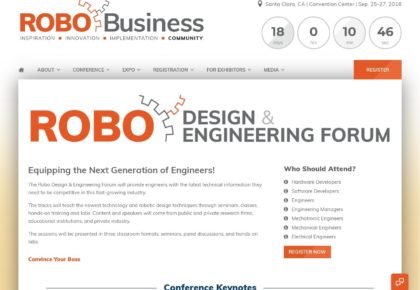 Santa Clara, CA | Convention Center | Sep. 25-27, 2018
ROBO Business
INSPIRATION INNOVATION IMPLEMENTATION COMMUNITY
18 0 10 46
days hrs min sec
ABOUT CONFERENCE EXPO REGISTRATION FOR EXHIBITORS MEDIA REGISTER
ROBO DESIGN &
ENGINEERING FORUM
Equipping the Next Generation of Engineers!
The Robo Design & Engineering Forum will provide engineers with the latest technical information they
need to be competitive in this fast-growing industry.
The tracks will teach the newest technology and robotic design techniques through seminars, classes,
hands-on training and labs. Content and speakers will come from public and private research firms,
educational institutions, and private industry.
The sessions will be presented in three classroom formats, seminars, panel discussions, and hands on
labs.
Convince Your Boss
Who Should Attend?
Hardware Developers
Software Developers
Engineers
Engineering Managers
Mechatronic Engineers
Mechanical Engineers
Electrical Engineers
REGISTER NOW
Conference Keynotes